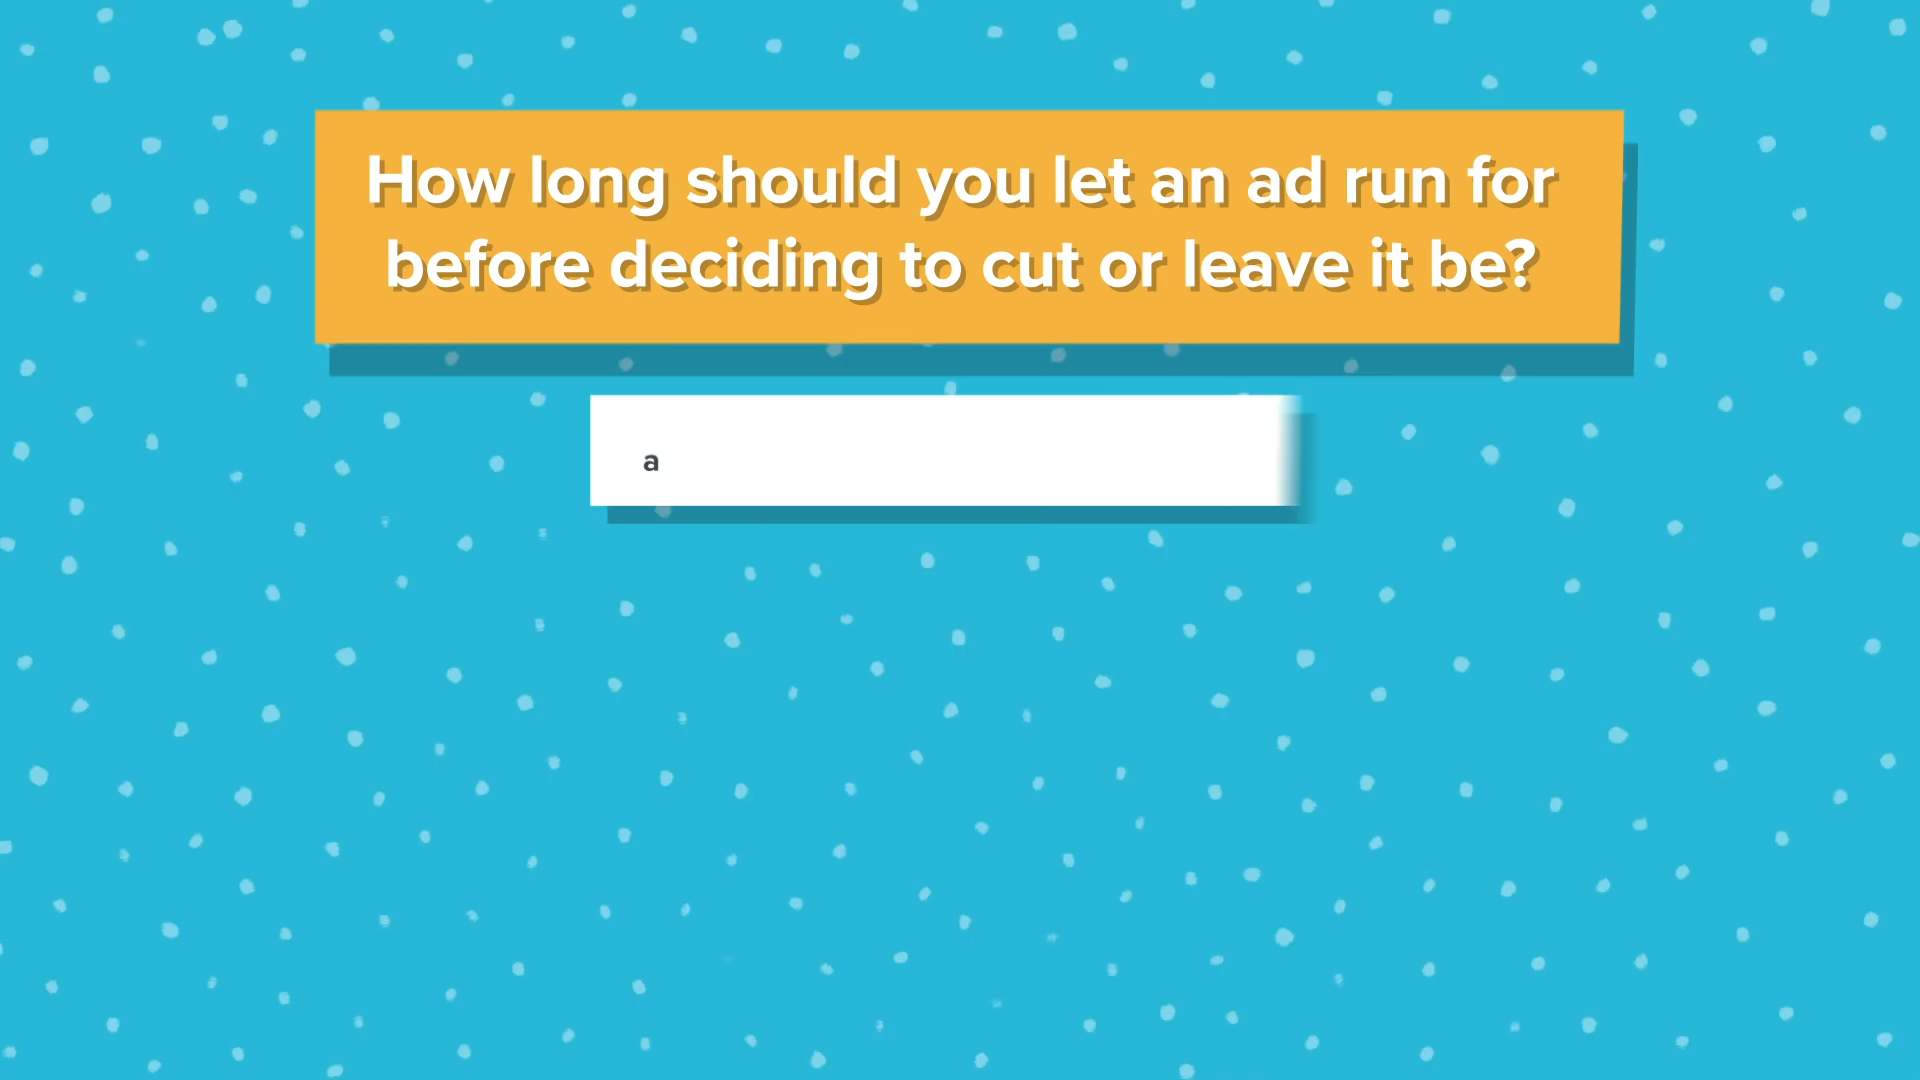 How long should you let an ad run for
before deciding to cut or leave it be?
a